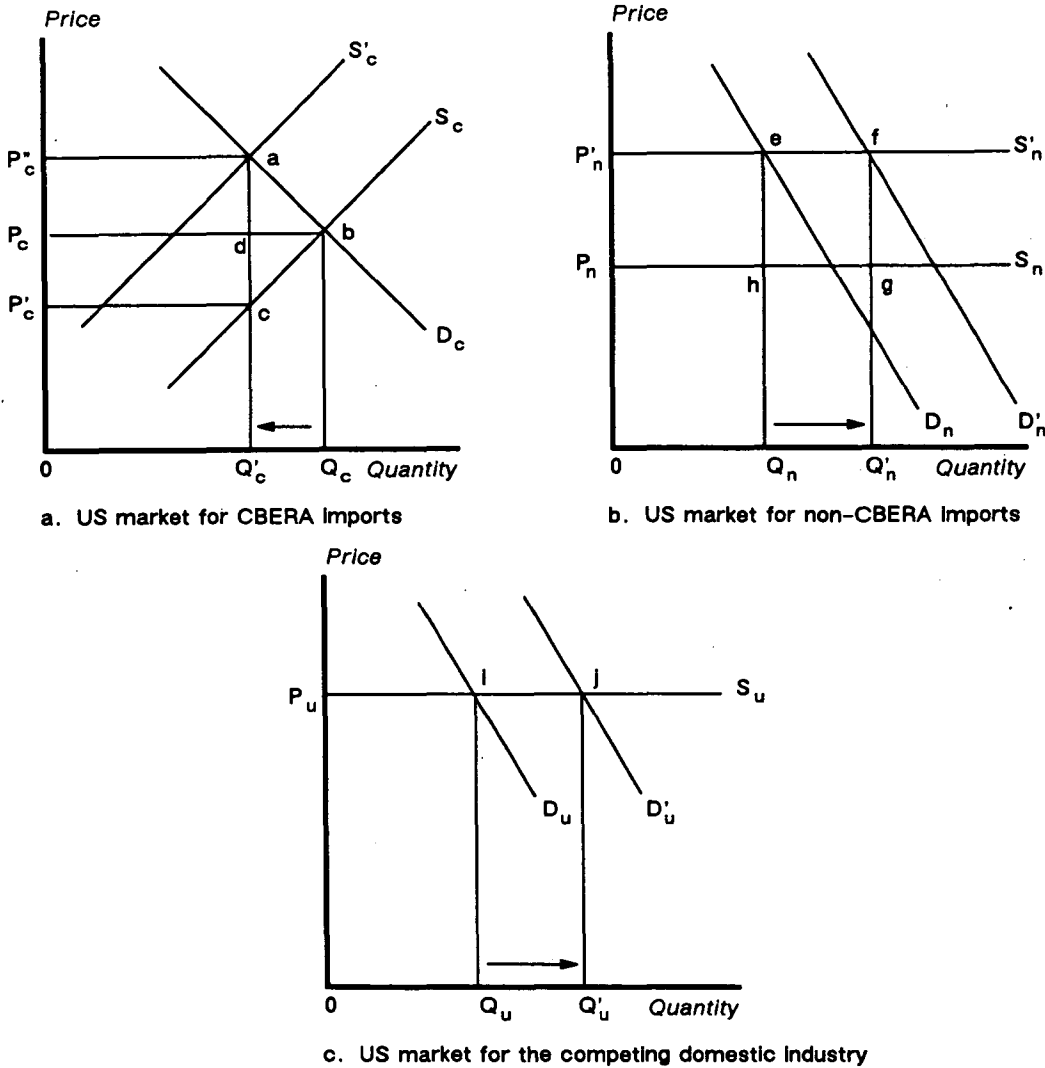 Price
S'c
Sc
P"c
a
Pc
d
b
P'c
c
Dc
0
Q'c
Qc
Quantity
a. US market for CBERA imports
Price
e
f
S'n
P'n
Pn
Sn
h
g
Dn
D'n
0
Qn
Q'n
Quantity
b. US market for non-CBERA imports
Price
i
j
Pu
Su
Du
D'u
0
Qu
Q'u
Quantity
c. US market for the competing domestic industry